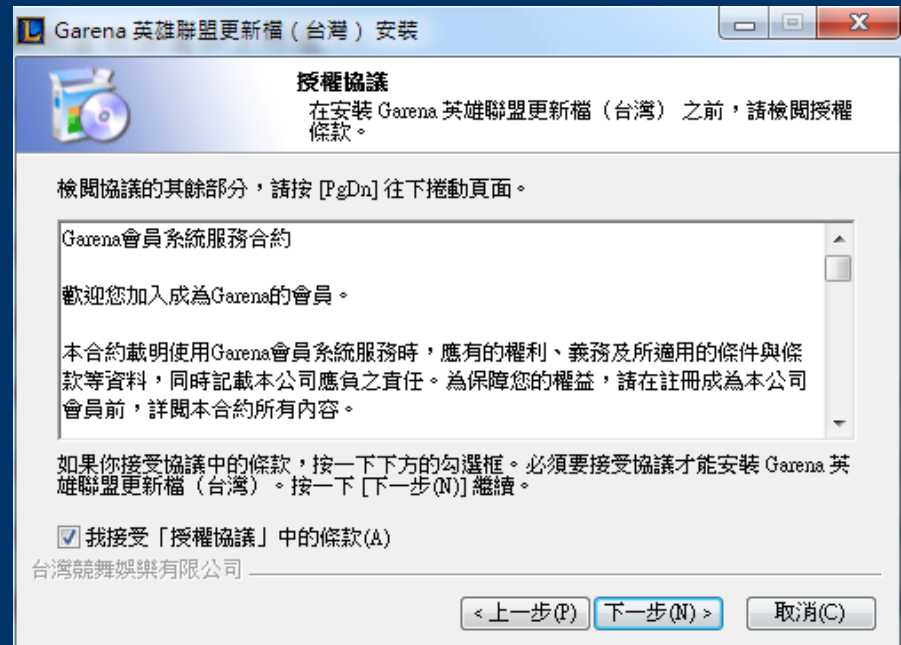 Garena 英雄聯盟更新檔（台灣） 安裝
授權協議
在安裝 Garena 英雄聯盟更新檔（台灣） 之前，請檢閱授權
條款。
檢閱協議的其餘部分，請按 [PgDn] 往下捲動頁面。
Garena會員系統服務合約
歡迎您加入成為Garena的會員。
本合約載明使用Garena會員系統服務時，應有的權利、義務及所適用的條件與條
款等資料，同時記載本公司應負之責任。為保障您的權益，請在註冊成為本公司
會員前，詳閱本合約所有內容。
如果你接受協議中的條款，按一下下方的勾選框。必須要接受協議才能安裝 Garena 英
雄聯盟更新檔（台灣）。按一下 [下一步(N)] 繼續。
我接受「授權協議」中的條款(A)
台灣競舞娛樂有限公司
< 上一步(P) 下一步(N) > 取消(C)